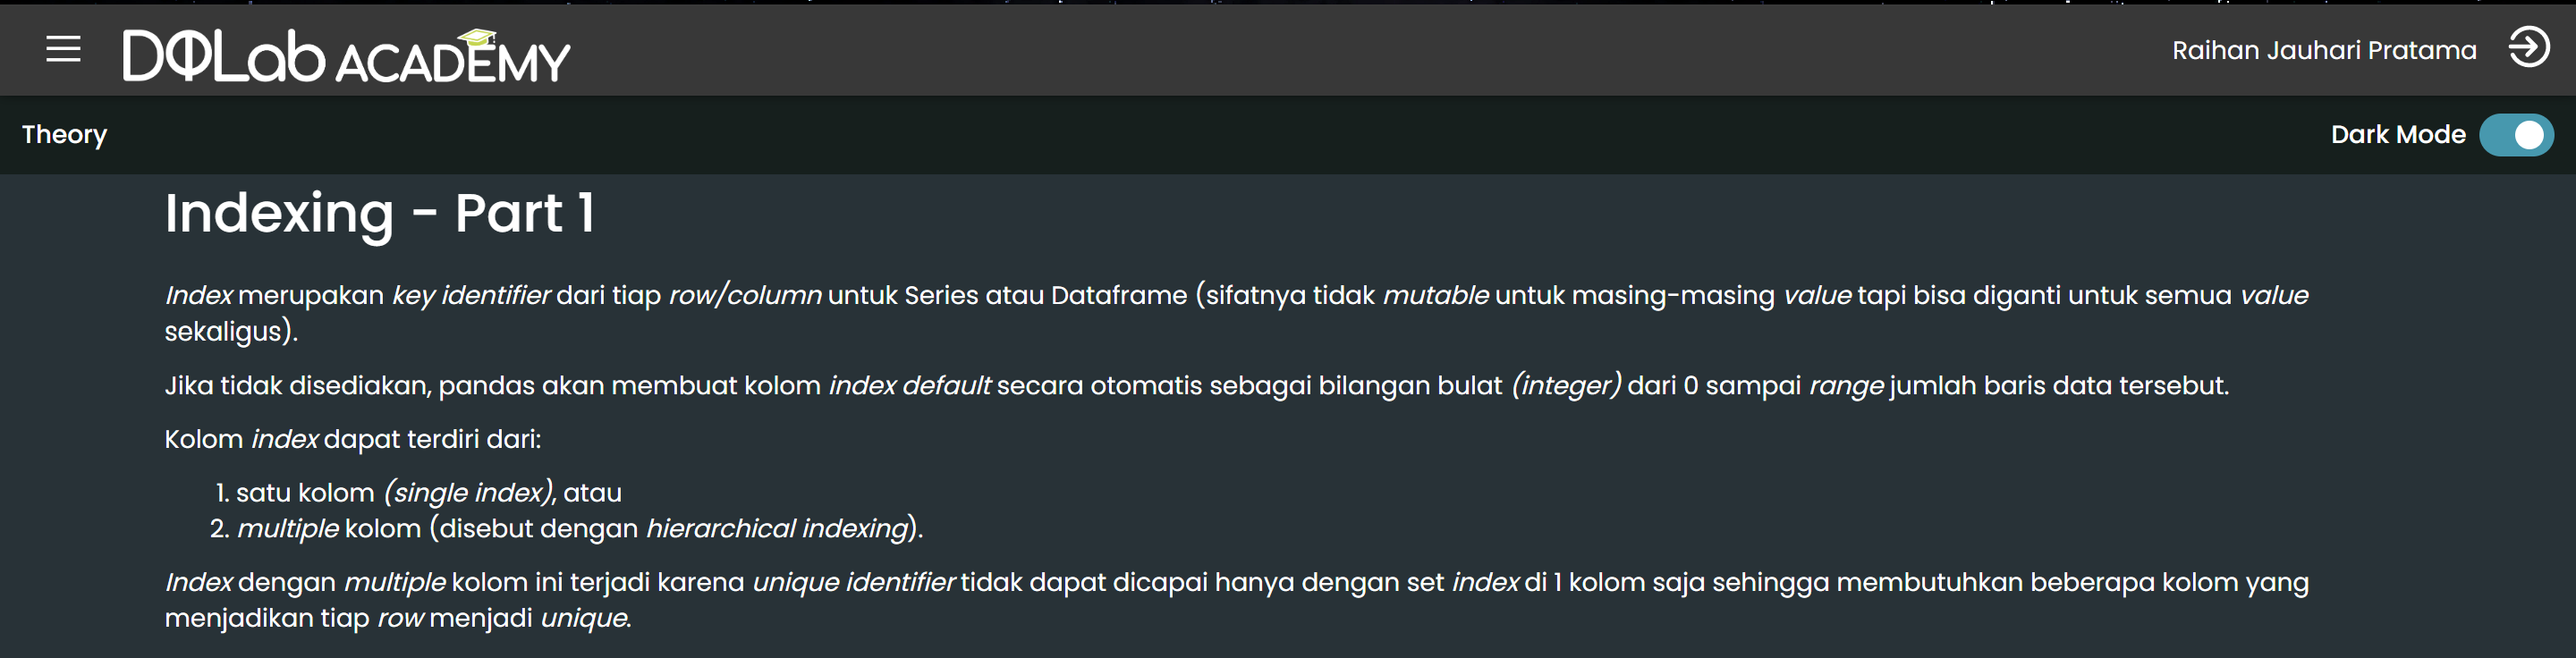 DQLab ACADEMY
Raihan Jauhari Pratama
Theory
Dark Mode
Indexing - Part 1
Index merupakan key identifier dari tiap row/column untuk Series atau Dataframe (sifatnya tidak mutable untuk masing-masing value tapi bisa diganti untuk semua value
sekaligus).
Jika tidak disediakan, pandas akan membuat kolom index default secara otomatis sebagai bilangan bulat (integer) dari 0 sampai range jumlah baris data tersebut.
Kolom index dapat terdiri dari:
1. satu kolom (single index), atau
2. multiple kolom (disebut dengan hierarchical indexing).
Index dengan multiple kolom ini terjadi karena unique identifier tidak dapat dicapai hanya dengan set index di 1 kolom saja sehingga membutuhkan beberapa kolom yang
menjadikan tiap row menjadi unique.